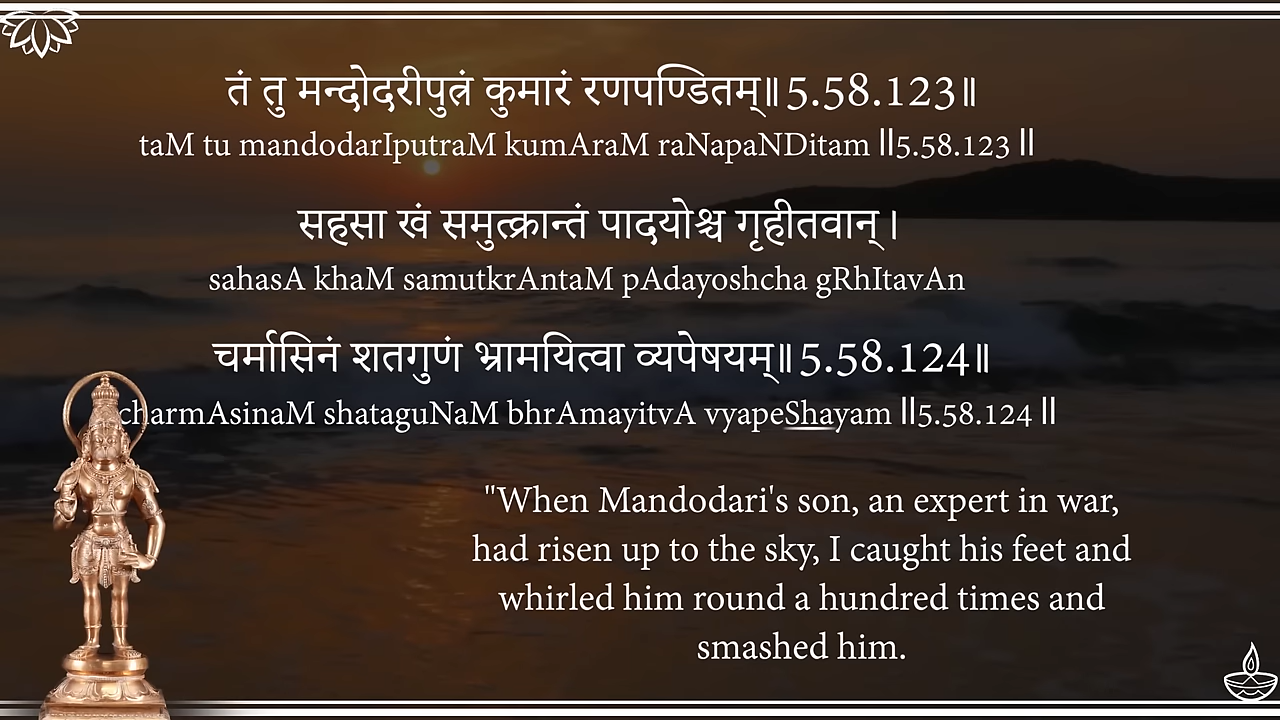 तं तु मन्दोदरीपुत्रं कुमारं रणपण्डितम्॥5.58.123॥
taM tu mandodarIputraM kumAraM raNapaNDitam ||5.58.123 ||
सहसा खं समुत्क्रान्तं पादयोश्च गृहीतवान् ।
sahasA khaM samutkrAntaM pAdayoshcha gRhItavAn
चर्मासिनं शतगुणं भ्रामयित्वा व्यपेषयम्॥5.58.124॥
charmAsinaM shataguNaM bhrAmayitvA vyapeShayam ||5.58.124 ||
"When Mandodari's son, an expert in war,
had risen up to the sky, I caught his feet and
whirled him round a hundred times and
smashed him.